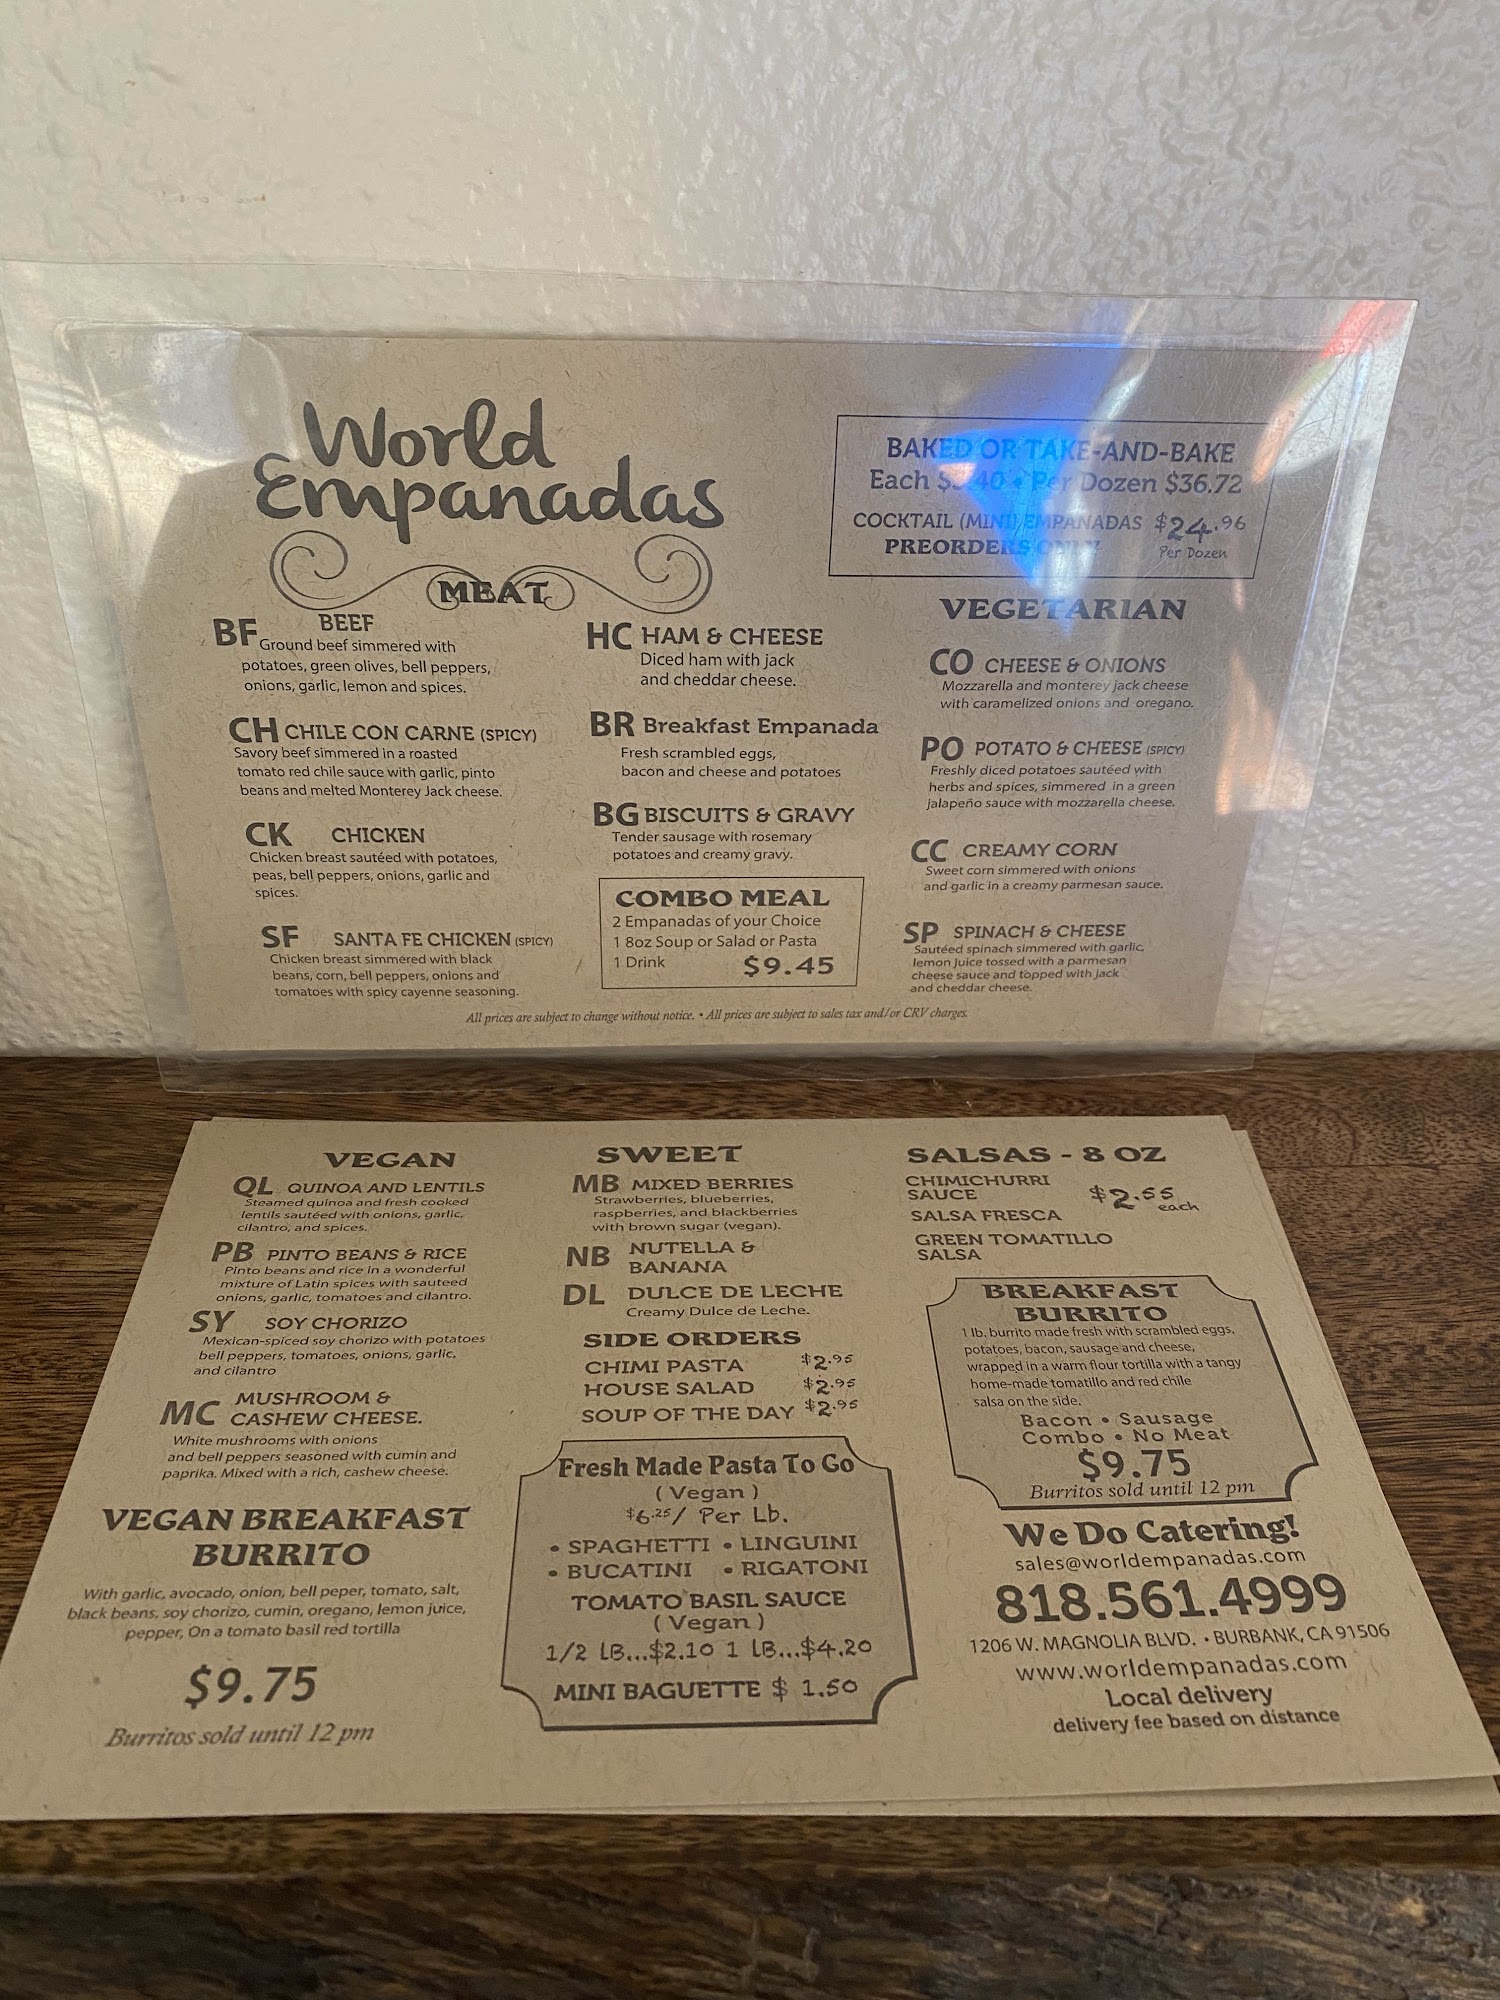 World
Empanadas
MEAT
BF BEEF
Ground beef simmered with
potatoes, green olives, bell peppers,
onions, garlic, lemon and spices.
CH CHILE CON CARNE (SPICY)
Savory beef simmered in a roasted
tomato red chile sauce with garlic, pinto
beans and melted Monterey Jack cheese.
CK CHICKEN
Chicken breast sautéed with potatoes,
peas, bell peppers, onions, garlic and
spices.
SF SANTA FE CHICKEN (SPICY)
Chicken breast simmered with black
beans, corn, bell peppers, onions and
tomatoes with spicy cayenne seasoning.
HC HAM & CHEESE
Diced ham with jack
and cheddar cheese.
BR Breakfast Empanada
Fresh scrambled eggs,
bacon and cheese and potatoes
BG BISCUITS & GRAVY
Tender sausage with rosemary
potatoes and creamy gravy.
COMBO MEAL
2 Empanadas of your Choice
1 8oz Soup or Salad or Pasta
1 Drink $9.45
BAKED OR TAKE-AND-BAKE
Each • Per Dozen $36.72
COCKTAIL (MINI) EMPANADAS $24.96
PREORDERS ONLY Per Dozen
VEGETARIAN
CO CHEESE & ONIONS
Mozzarella and monterey jack cheese
with caramelized onions and oregano.
PO POTATO & CHEESE (SPICY)
Freshly diced potatoes sautéed with
herbs and spices, simmered in a green
jalapeño sauce with mozzarella cheese.
CC CREAMY CORN
Sweet corn simmered with onions
and garlic in a creamy parmesan sauce.
SP SPINACH & CHEESE
Sautéed spinach simmered with garlic,
lemon juice tossed with a parmesan
cheese sauce and topped with jack
and cheddar cheese.
All prices are subject to change without notice. • All prices are subject to sales tax and/or CRV charges.
VEGAN
QL QUINOA AND LENTILS
Steamed quinoa and fresh cooked
lentils sautéed with onions, garlic,
cilantro, and spices.
PB PINTO BEANS & RICE
Pinto beans and rice in a wonderful
mixture of Latin spices with sauteed
onions, garlic, tomatoes and cilantro.
SY SOY CHORIZO
Mexican-spiced soy chorizo with potatoes
bell peppers, tomatoes, onions, garlic,
and cilantro
MC MUSHROOM &
CASHEW CHEESE.
White mushrooms with onions
and bell peppers seasoned with cumin and
paprika. Mixed with a rich, cashew cheese.
VEGAN BREAKFAST
BURRITO
With garlic, avocado, onion, bell peper, tomato, salt,
black beans, soy chorizo, cumin, oregano, lemon juice,
pepper, On a tomato basil red tortilla
$9.75
Burritos sold until 12 pm
SWEET
MB MIXED BERRIES
Strawberries, blueberries,
raspberries, and blackberries
with brown sugar (vegan).
NB NUTELLA &
BANANA
DL DULCE DE LECHE
Creamy Dulce de Leche.
SIDE ORDERS
CHIMI PASTA $2.95
HOUSE SALAD $2.95
SOUP OF THE DAY $2.95
Fresh Made Pasta To Go
(Vegan)
$6.25/ Per Lb.
• SPAGHETTI • LINGUINI
• BUCATINI • RIGATONI
TOMATO BASIL SAUCE
(Vegan)
1/2 LB...$2.10 1 LB...$4.20
MINI BAGUETTE $ 1.50
SALSAS - 8 OZ
CHIMICHURRI
SAUCE $2.55
each
SALSA FRESCA
GREEN TOMATILLO
SALSA
BREAKFAST
BURRITO
1 lb. burrito made fresh with scrambled eggs,
potatoes, bacon, sausage and cheese,
wrapped in a warm flour tortilla with a tangy
home-made tomatillo and red chile
salsa on the side.
Bacon • Sausage
Combo • No Meat
$9.75
Burritos sold until 12 pm
We Do Catering!
sales@worldempanadas.com
818.561.4999
1206 W. MAGNOLIA BLVD. • BURBANK, CA 91506
www.worldempanadas.com
Local delivery
delivery fee based on distance